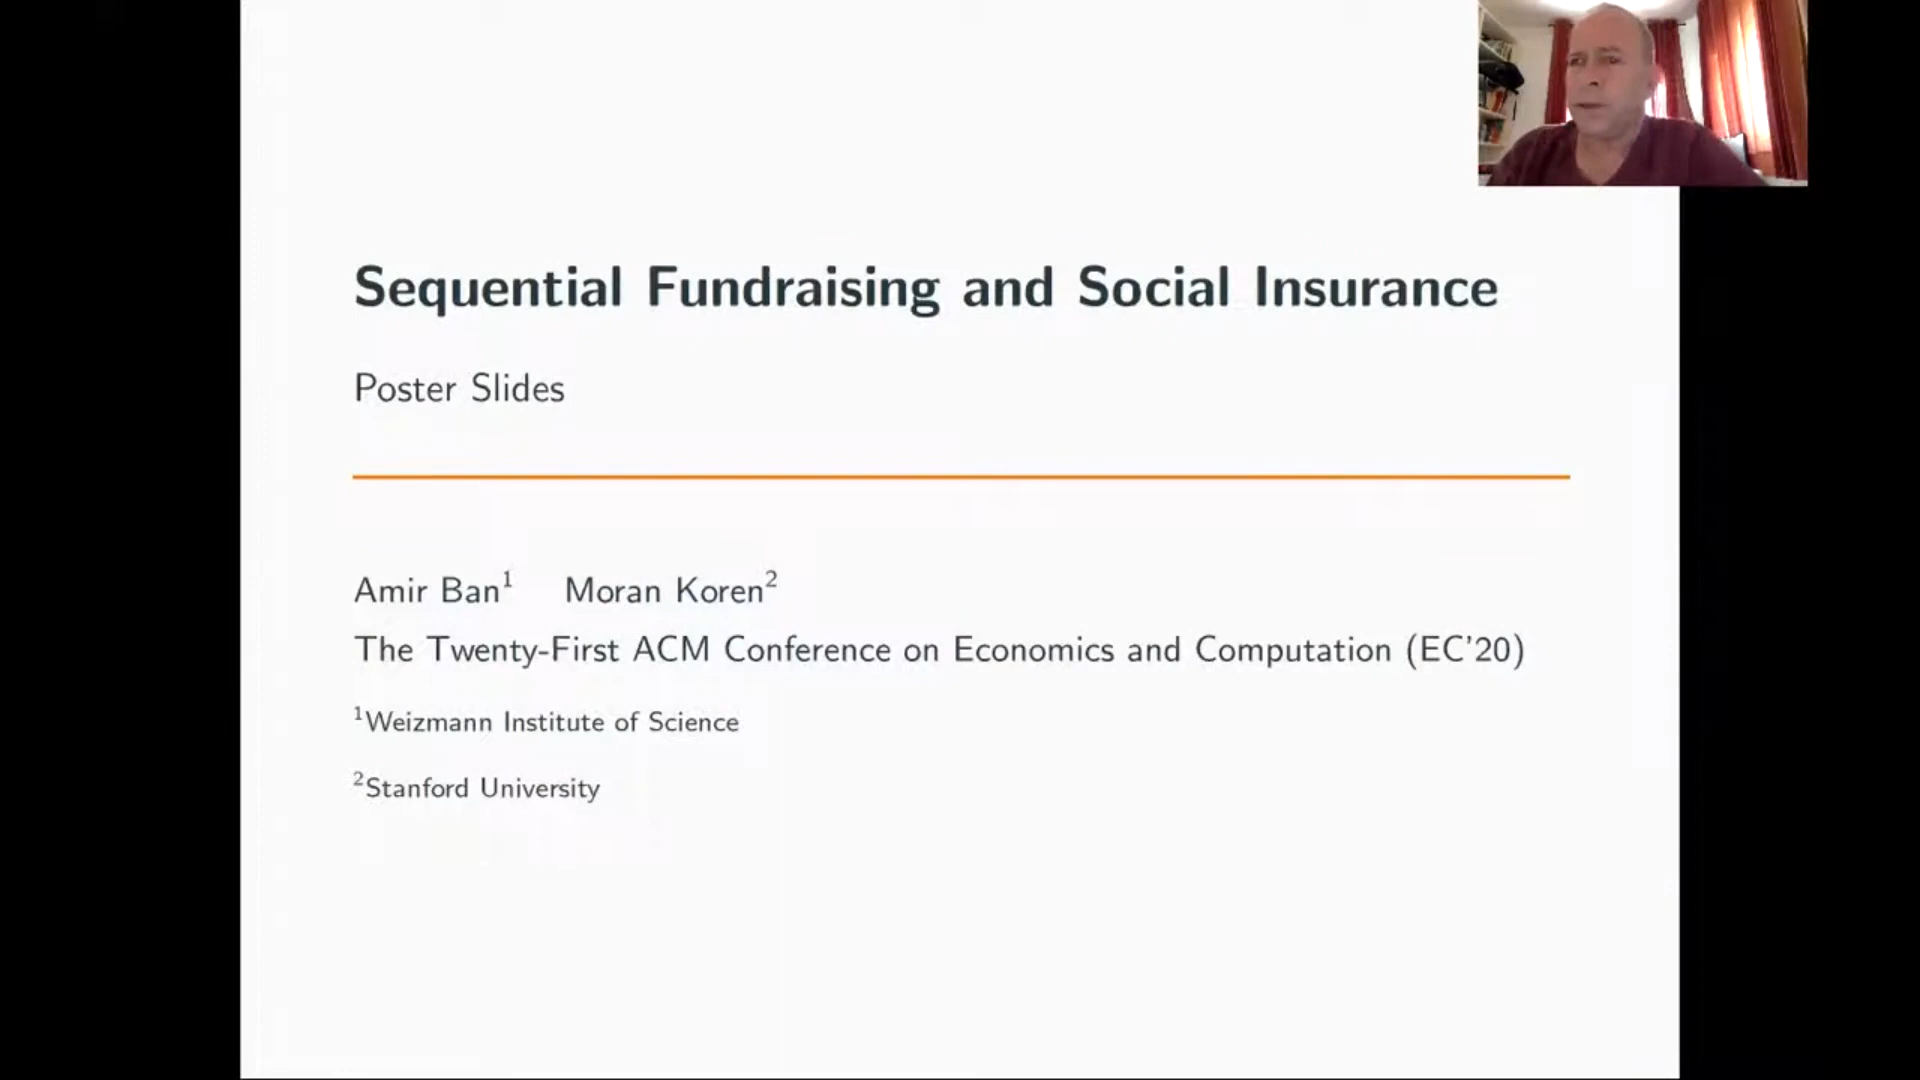 Sequential Fundraising and Social Insurance
Poster Slides
Amir Ban¹ Moran Koren²
The Twenty-First ACM Conference on Economics and Computation (EC'20)
¹Weizmann Institute of Science
²Stanford University